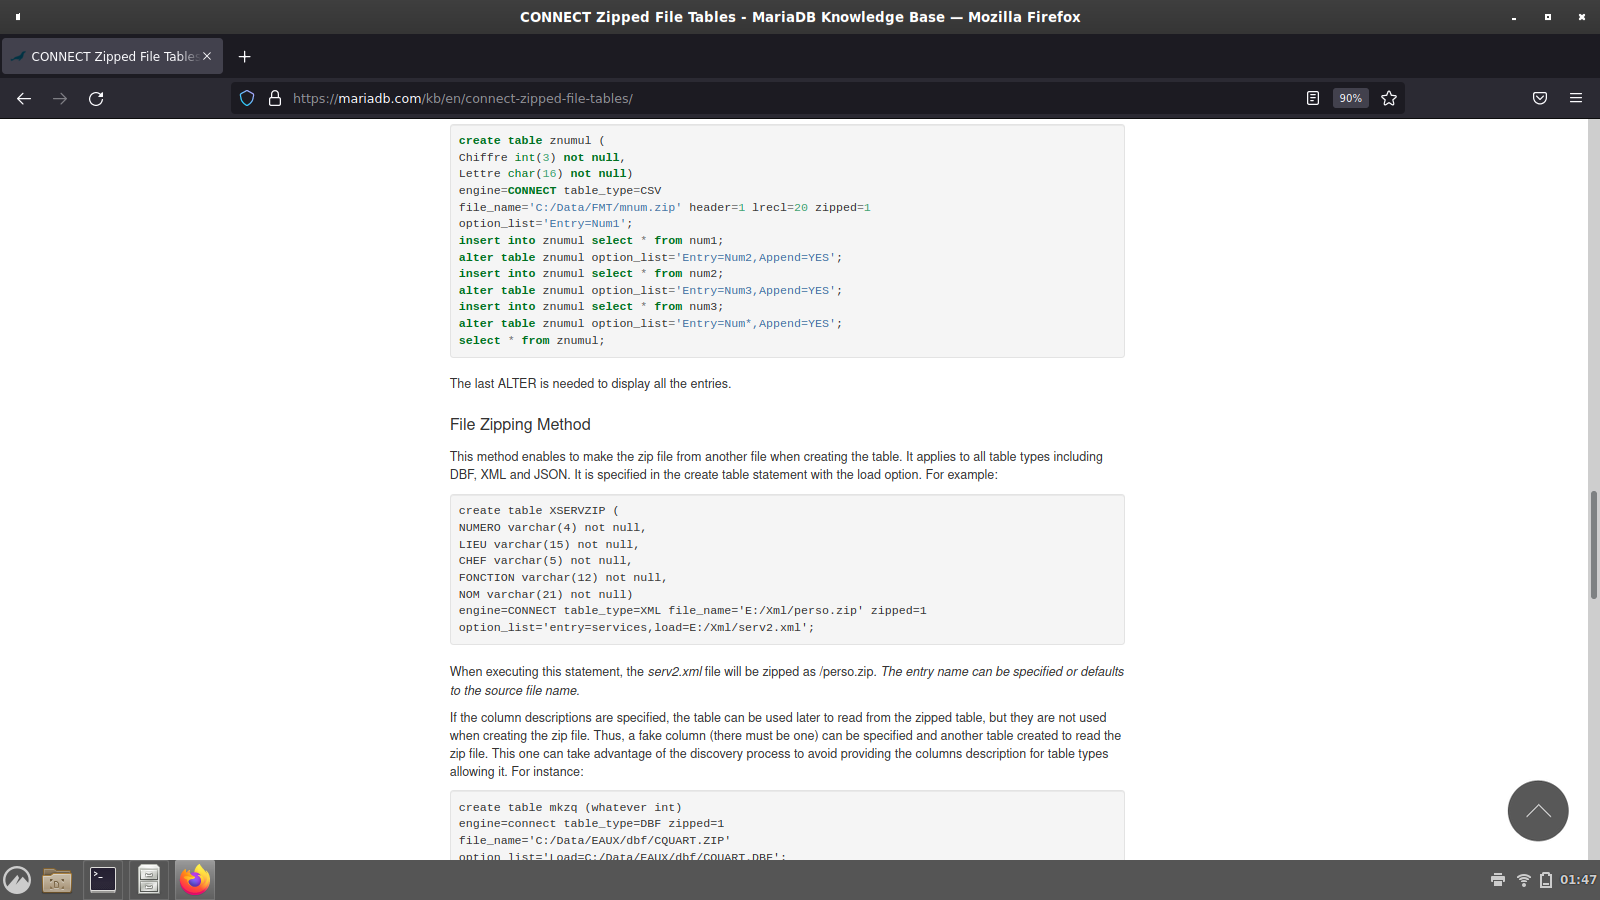 CONNECT Zipped File Tables - MariaDB Knowledge Base — Mozilla Firefox
CONNECT Zipped File Tables
https://mariadb.com/kb/en/connect-zipped-file-tables/
90%
create table znumul (
Chiffre int(3) not null,
Lettre char(16) not null)
engine=CONNECT table_type=CSV
file_name='C:/Data/FMT/mnum.zip' header=1 lrecl=20 zipped=1
option_list='Entry=Num1';
insert into znumul select * from num1;
alter table znumul option_list='Entry=Num2,Append=YES';
insert into znumul select * from num2;
alter table znumul option_list='Entry=Num3,Append=YES';
insert into znumul select * from num3;
alter table znumul option_list='Entry=Num*,Append=YES';
select * from znumul;
The last ALTER is needed to display all the entries.
File Zipping Method
This method enables to make the zip file from another file when creating the table. It applies to all table types including
DBF, XML and JSON. It is specified in the create table statement with the load option. For example:
create table XSERVZIP (
NUMERO varchar(4) not null,
LIEU varchar(15) not null,
CHEF varchar(5) not null,
FONCTION varchar(12) not null,
NOM varchar(21) not null)
engine=CONNECT table_type=XML file_name='E:/Xml/perso.zip' zipped=1
option_list='entry=services,load=E:/Xml/serv2.xml';
When executing this statement, the serv2.xml file will be zipped as /perso.zip. The entry name can be specified or defaults
to the source file name.
If the column descriptions are specified, the table can be used later to read from the zipped table, but they are not used
when creating the zip file. Thus, a fake column (there must be one) can be specified and another table created to read the
zip file. This one can take advantage of the discovery process to avoid providing the columns description for table types
allowing it. For instance:
create table mkzq (whatever int)
engine=connect table_type=DBF zipped=1
file_name='C:/Data/EAUX/dbf/CQUART.ZIP'
option_list='Load=C:/Data/EAUX/dbf/CQUART.DBF';
01:47